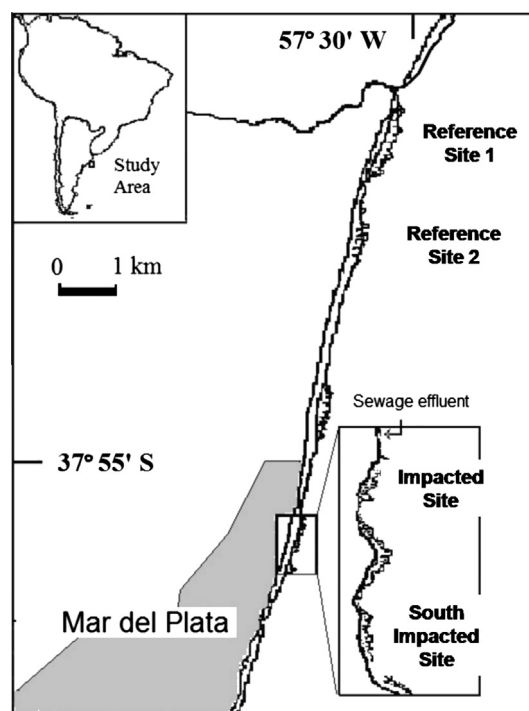 57° 30' W
Study
Area
Reference
Site 1
Reference
Site 2
0 1 km
37° 55' S
Sewage effluent
Impacted
Site
South
Impacted
Site
Mar del Plata